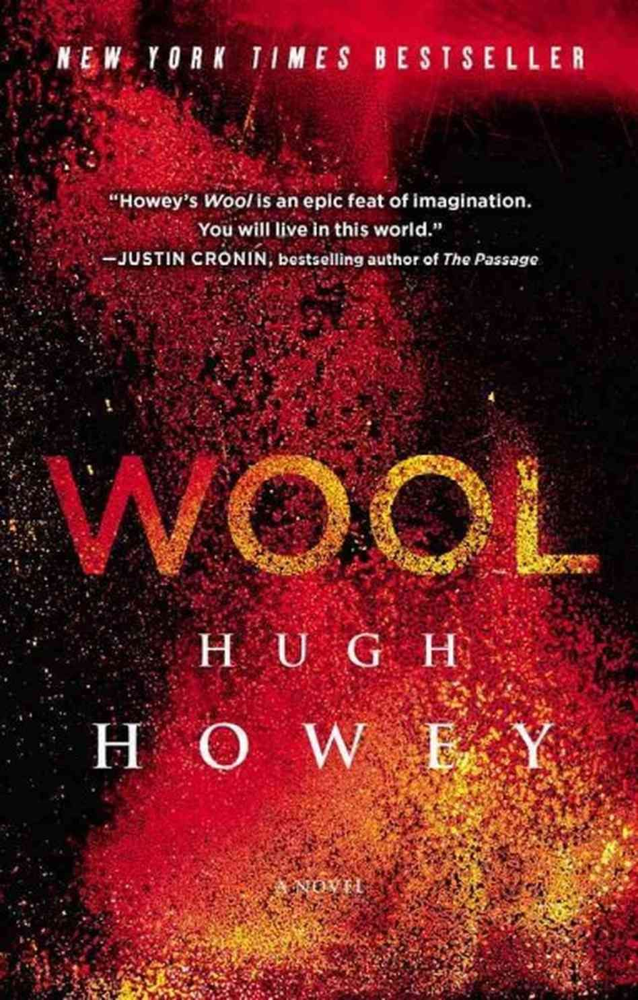 NEW YORK TIMES BESTSELLER
“Howey’s Wool is an epic feat of imagination.
You will live in this world.”
—JUSTIN CRONIN, bestselling author of The Passage
WOOL
HUGH
HOWEY
A NOVEL